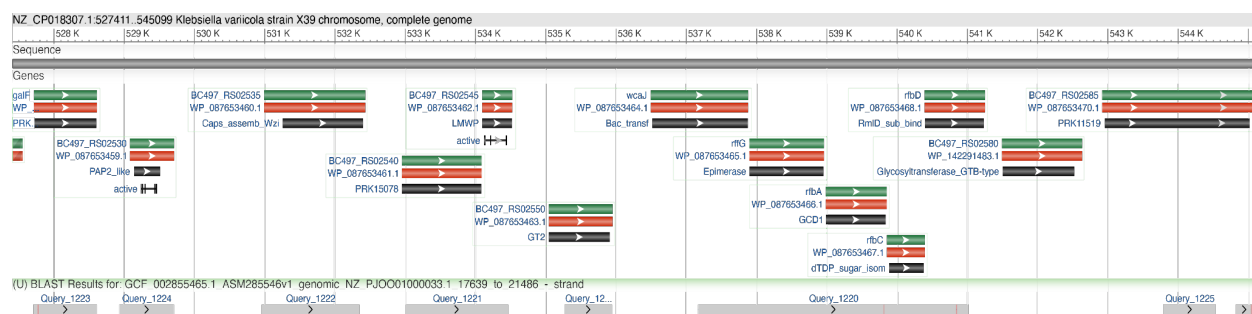 NZ_CP018307.1:527411..545099 Klebsiella variicola strain X39 chromosome, complete genome
528 K 529 K 530 K 531 K 532 K 533 K 534 K 535 K 536 K 537 K 538 K 539 K 540 K 541 K 542 K 543 K 544 K
Sequence
Genes
galF BC497_RS02535 BC497_RS02545 wcaJ rfbD BC497_RS02585
WP_ WP_087653460.1 WP_087653462.1 WP_087653464.1 WP_087653468.1 WP_087653470.1
PRK Caps_assemb_Wzi LMWP Bac_transf RmlD_sub_bind PRK11519
BC497_RS02530 active rffG BC497_RS02580
WP_087653459.1 BC497_RS02540 WP_087653465.1 WP_142291483.1
PAP2_like WP_087653461.1 Epimerase Glycosyltransferase_GTB-type
active PRK15078 rfbA
BC497_RS02550 WP_087653466.1
WP_087653463.1 GCD1
GT2 rfbC
WP_087653467.1
dTDP_sugar_isom
(U) BLAST Results for: GCF_002855465.1_ASM285546v1_genomic NZ_PJOO01000033.1_17639_to_21486_-_strand
Query_1223 Query_1224 Query_1222 Query_1221 Query_12... Query_1220 Query_1225